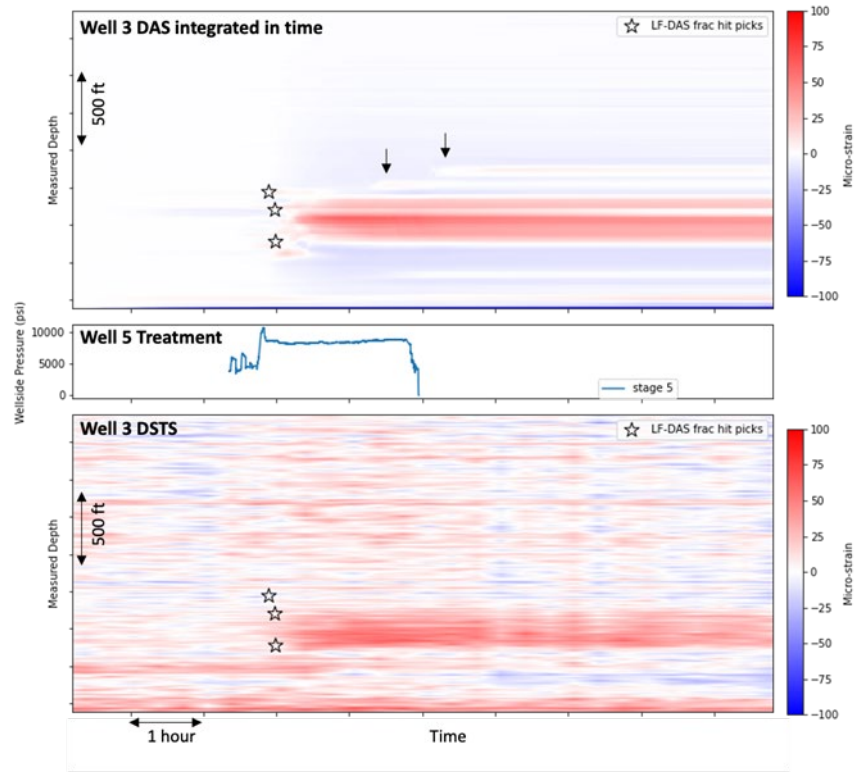 Well 3 DAS integrated in time
LF-DAS frac hit picks
500 ft
Measured Depth
100
75
50
25
0
−25
−50
−75
−100
Micro-strain
Well 5 Treatment
Wellside Pressure (psi)
10000
5000
0
stage 5
Well 3 DSTS
LF-DAS frac hit picks
500 ft
Measured Depth
100
75
50
25
0
−25
−50
−75
−100
Micro-strain
1 hour
Time